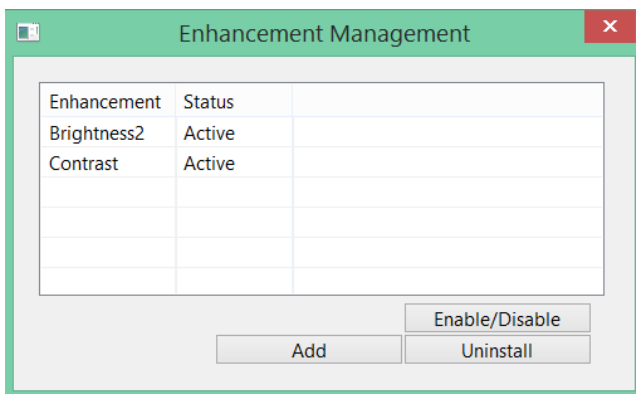 Enhancement Management
Enhancement Status
Brightness2 Active
Contrast Active
Enable/Disable
Add Uninstall